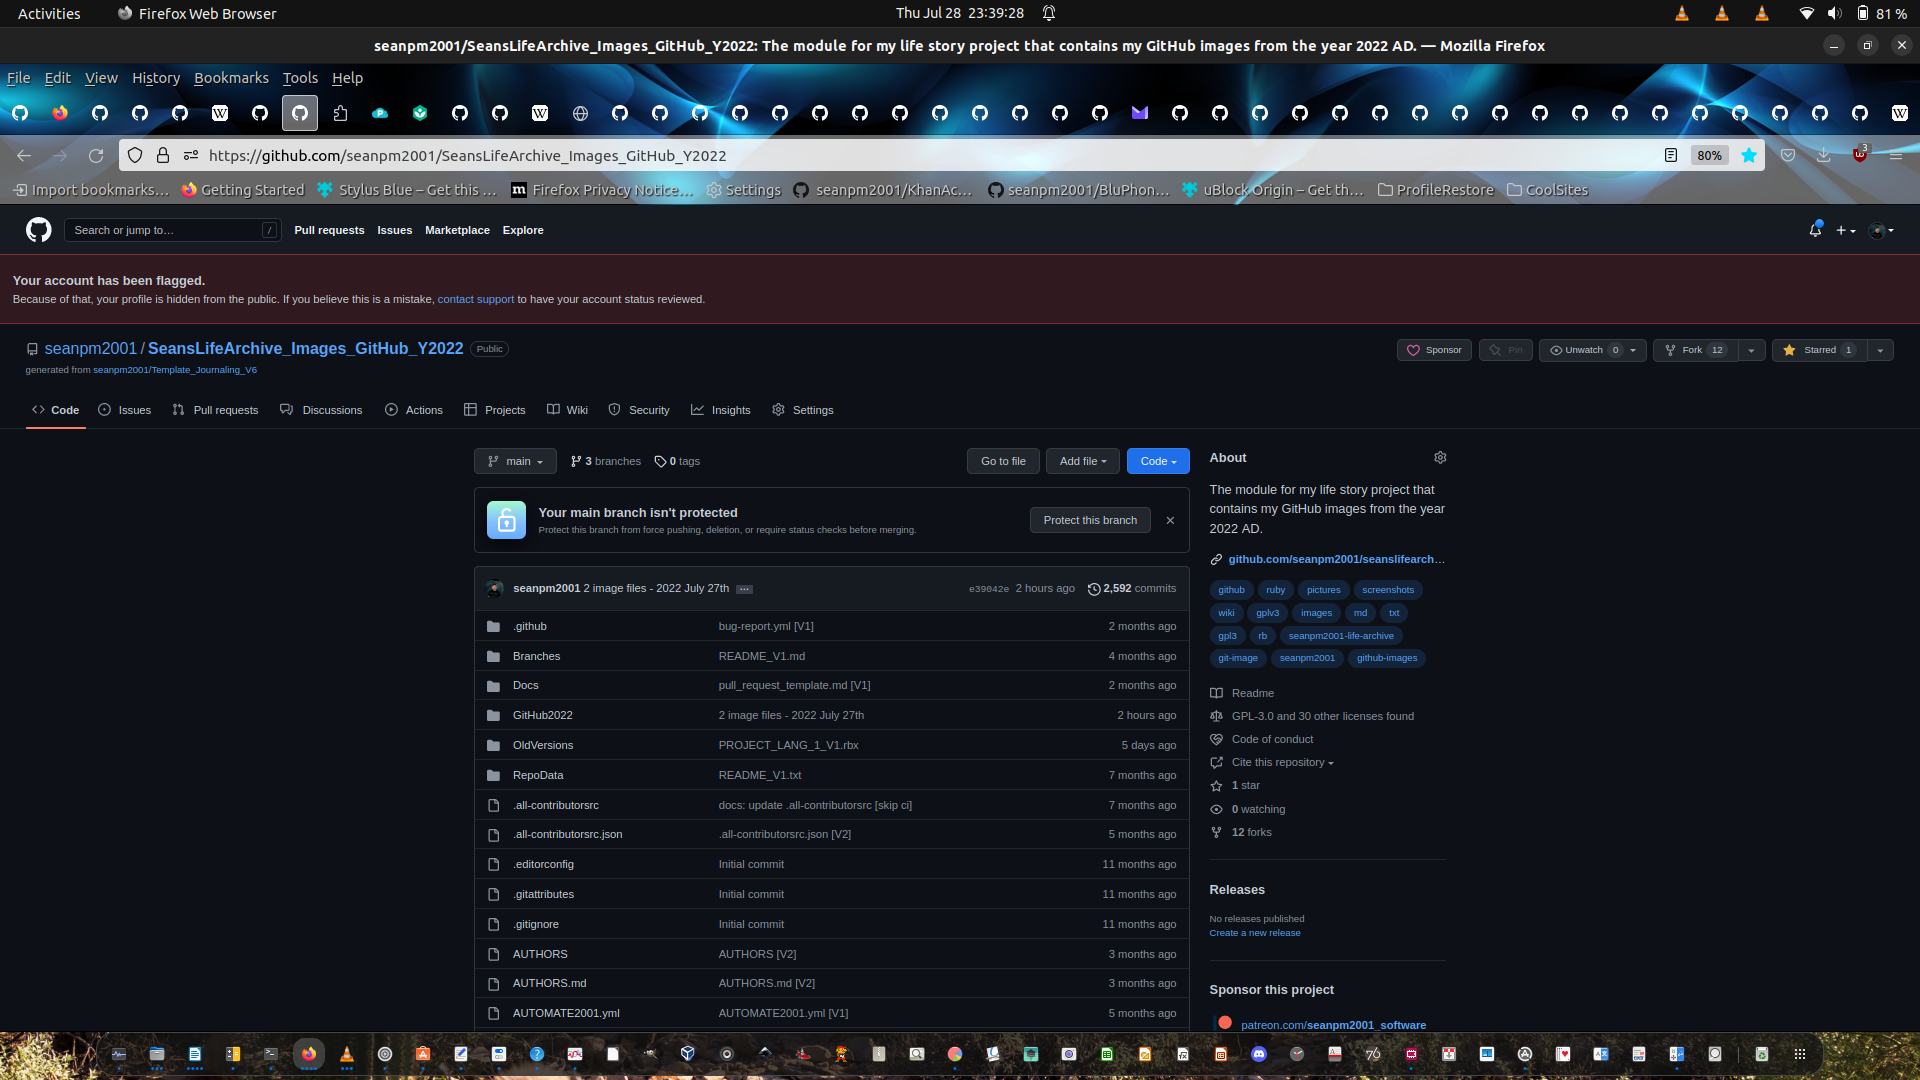 Activities Firefox Web Browser Thu Jul 28 23:39:28 81 %
seanpm2001/SeansLifeArchive_Images_GitHub_Y2022: The module for my life story project that contains my GitHub images from the year 2022 AD. — Mozilla Firefox
File Edit View History Bookmarks Tools Help
https://github.com/seanpm2001/SeansLifeArchive_Images_GitHub_Y2022 80% 3
Import bookmarks… Getting Started Stylus Blue – Get this … Firefox Privacy Notice… Settings seanpm2001/KhanAc… seanpm2001/BluPhon… uBlock Origin – Get th… ProfileRestore CoolSites
Search or jump to… / Pull requests Issues Marketplace Explore
Your account has been flagged.
Because of that, your profile is hidden from the public. If you believe this is a mistake, contact support to have your account status reviewed.
seanpm2001 / SeansLifeArchive_Images_GitHub_Y2022 Public Sponsor Pin Unwatch 0 Fork 12 Starred 1
generated from seanpm2001/Template_Journaling_V6
Code Issues Pull requests Discussions Actions Projects Wiki Security Insights Settings
main 3 branches 0 tags Go to file Add file Code
Your main branch isn't protected
Protect this branch from force pushing, deletion, or require status checks before merging.
Protect this branch
seanpm2001 2 image files - 2022 July 27th … e39042e 2 hours ago 2,592 commits
.github bug-report.yml [V1] 2 months ago
Branches README_V1.md 4 months ago
Docs pull_request_template.md [V1] 2 months ago
GitHub2022 2 image files - 2022 July 27th 2 hours ago
OldVersions PROJECT_LANG_1_V1.rbx 5 days ago
RepoData README_V1.txt 7 months ago
.all-contributorsrc docs: update .all-contributorsrc [skip ci] 7 months ago
.all-contributorsrc.json .all-contributorsrc.json [V2] 5 months ago
.editorconfig Initial commit 11 months ago
.gitattributes Initial commit 11 months ago
.gitignore Initial commit 11 months ago
AUTHORS AUTHORS [V2] 3 months ago
AUTHORS.md AUTHORS.md [V2] 3 months ago
AUTOMATE2001.yml AUTOMATE2001.yml [V1] 5 months ago
About
The module for my life story project that
contains my GitHub images from the year
2022 AD.
github.com/seanpm2001/seanslifearch…
github ruby pictures screenshots
wiki gplv3 images md txt
gpl3 rb seanpm2001-life-archive
git-image seanpm2001 github-images
Readme
GPL-3.0 and 30 other licenses found
Code of conduct
Cite this repository
1 star
0 watching
12 forks
Releases
No releases published
Create a new release
Sponsor this project
patreon.com/seanpm2001_software